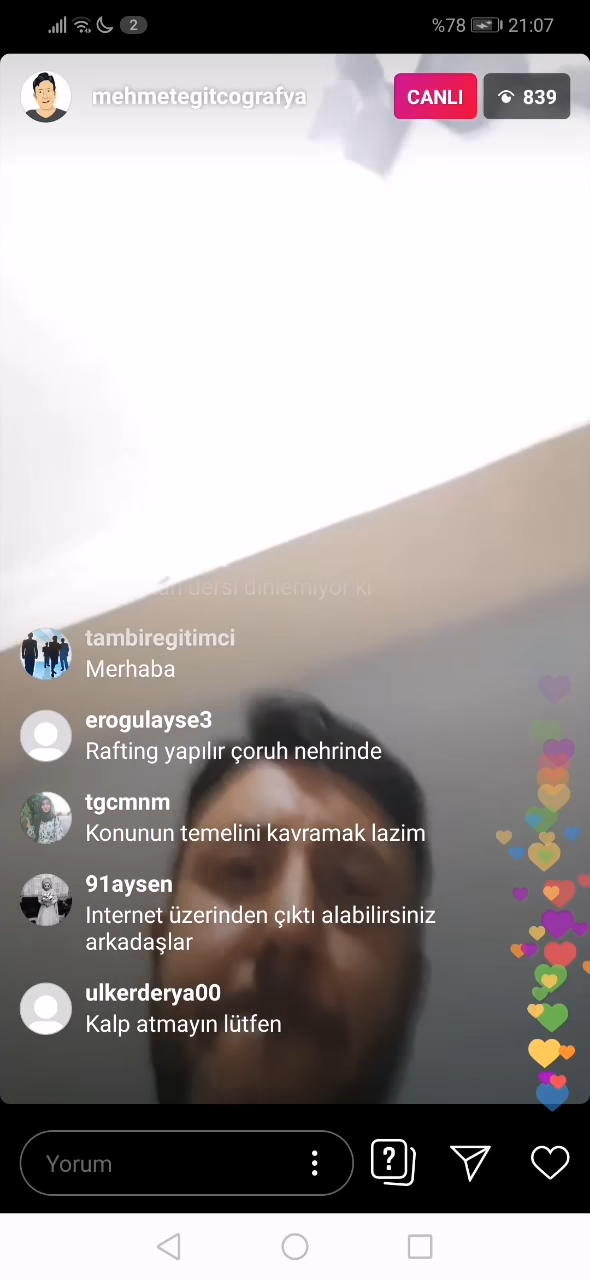 2
%78
21:07
mehmetegitcografya
CANLI
839
dersi dinlemiyor ki
tambiregitimci
Merhaba
erogulayse3
Rafting yapılır çoruh nehrinde
tgcmnm
Konunun temelini kavramak lazim
91aysen
Internet üzerinden çıktı alabilirsiniz
arkadaşlar
ulkerderya00
Kalp atmayın lütfen
Yorum
?